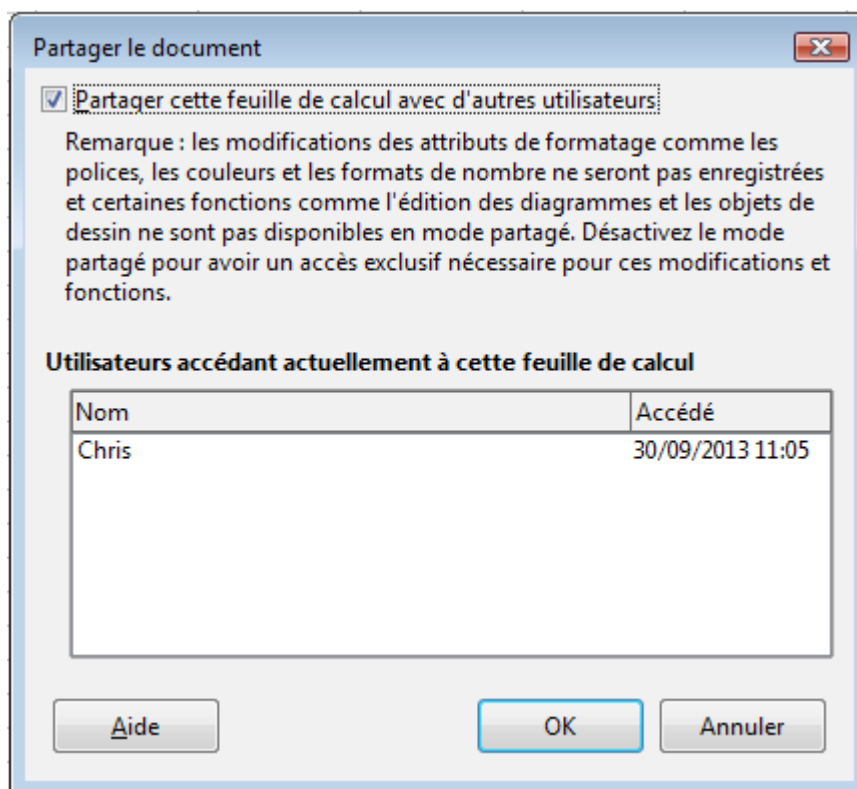 Partager le document
Partager cette feuille de calcul avec d'autres utilisateurs
Remarque : les modifications des attributs de formatage comme les
polices, les couleurs et les formats de nombre ne seront pas enregistrées
et certaines fonctions comme l'édition des diagrammes et les objets de
dessin ne sont pas disponibles en mode partagé. Désactivez le mode
partagé pour avoir un accès exclusif nécessaire pour ces modifications et
fonctions.
Utilisateurs accédant actuellement à cette feuille de calcul
Nom Accédé
Chris 30/09/2013 11:05
Aide OK Annuler